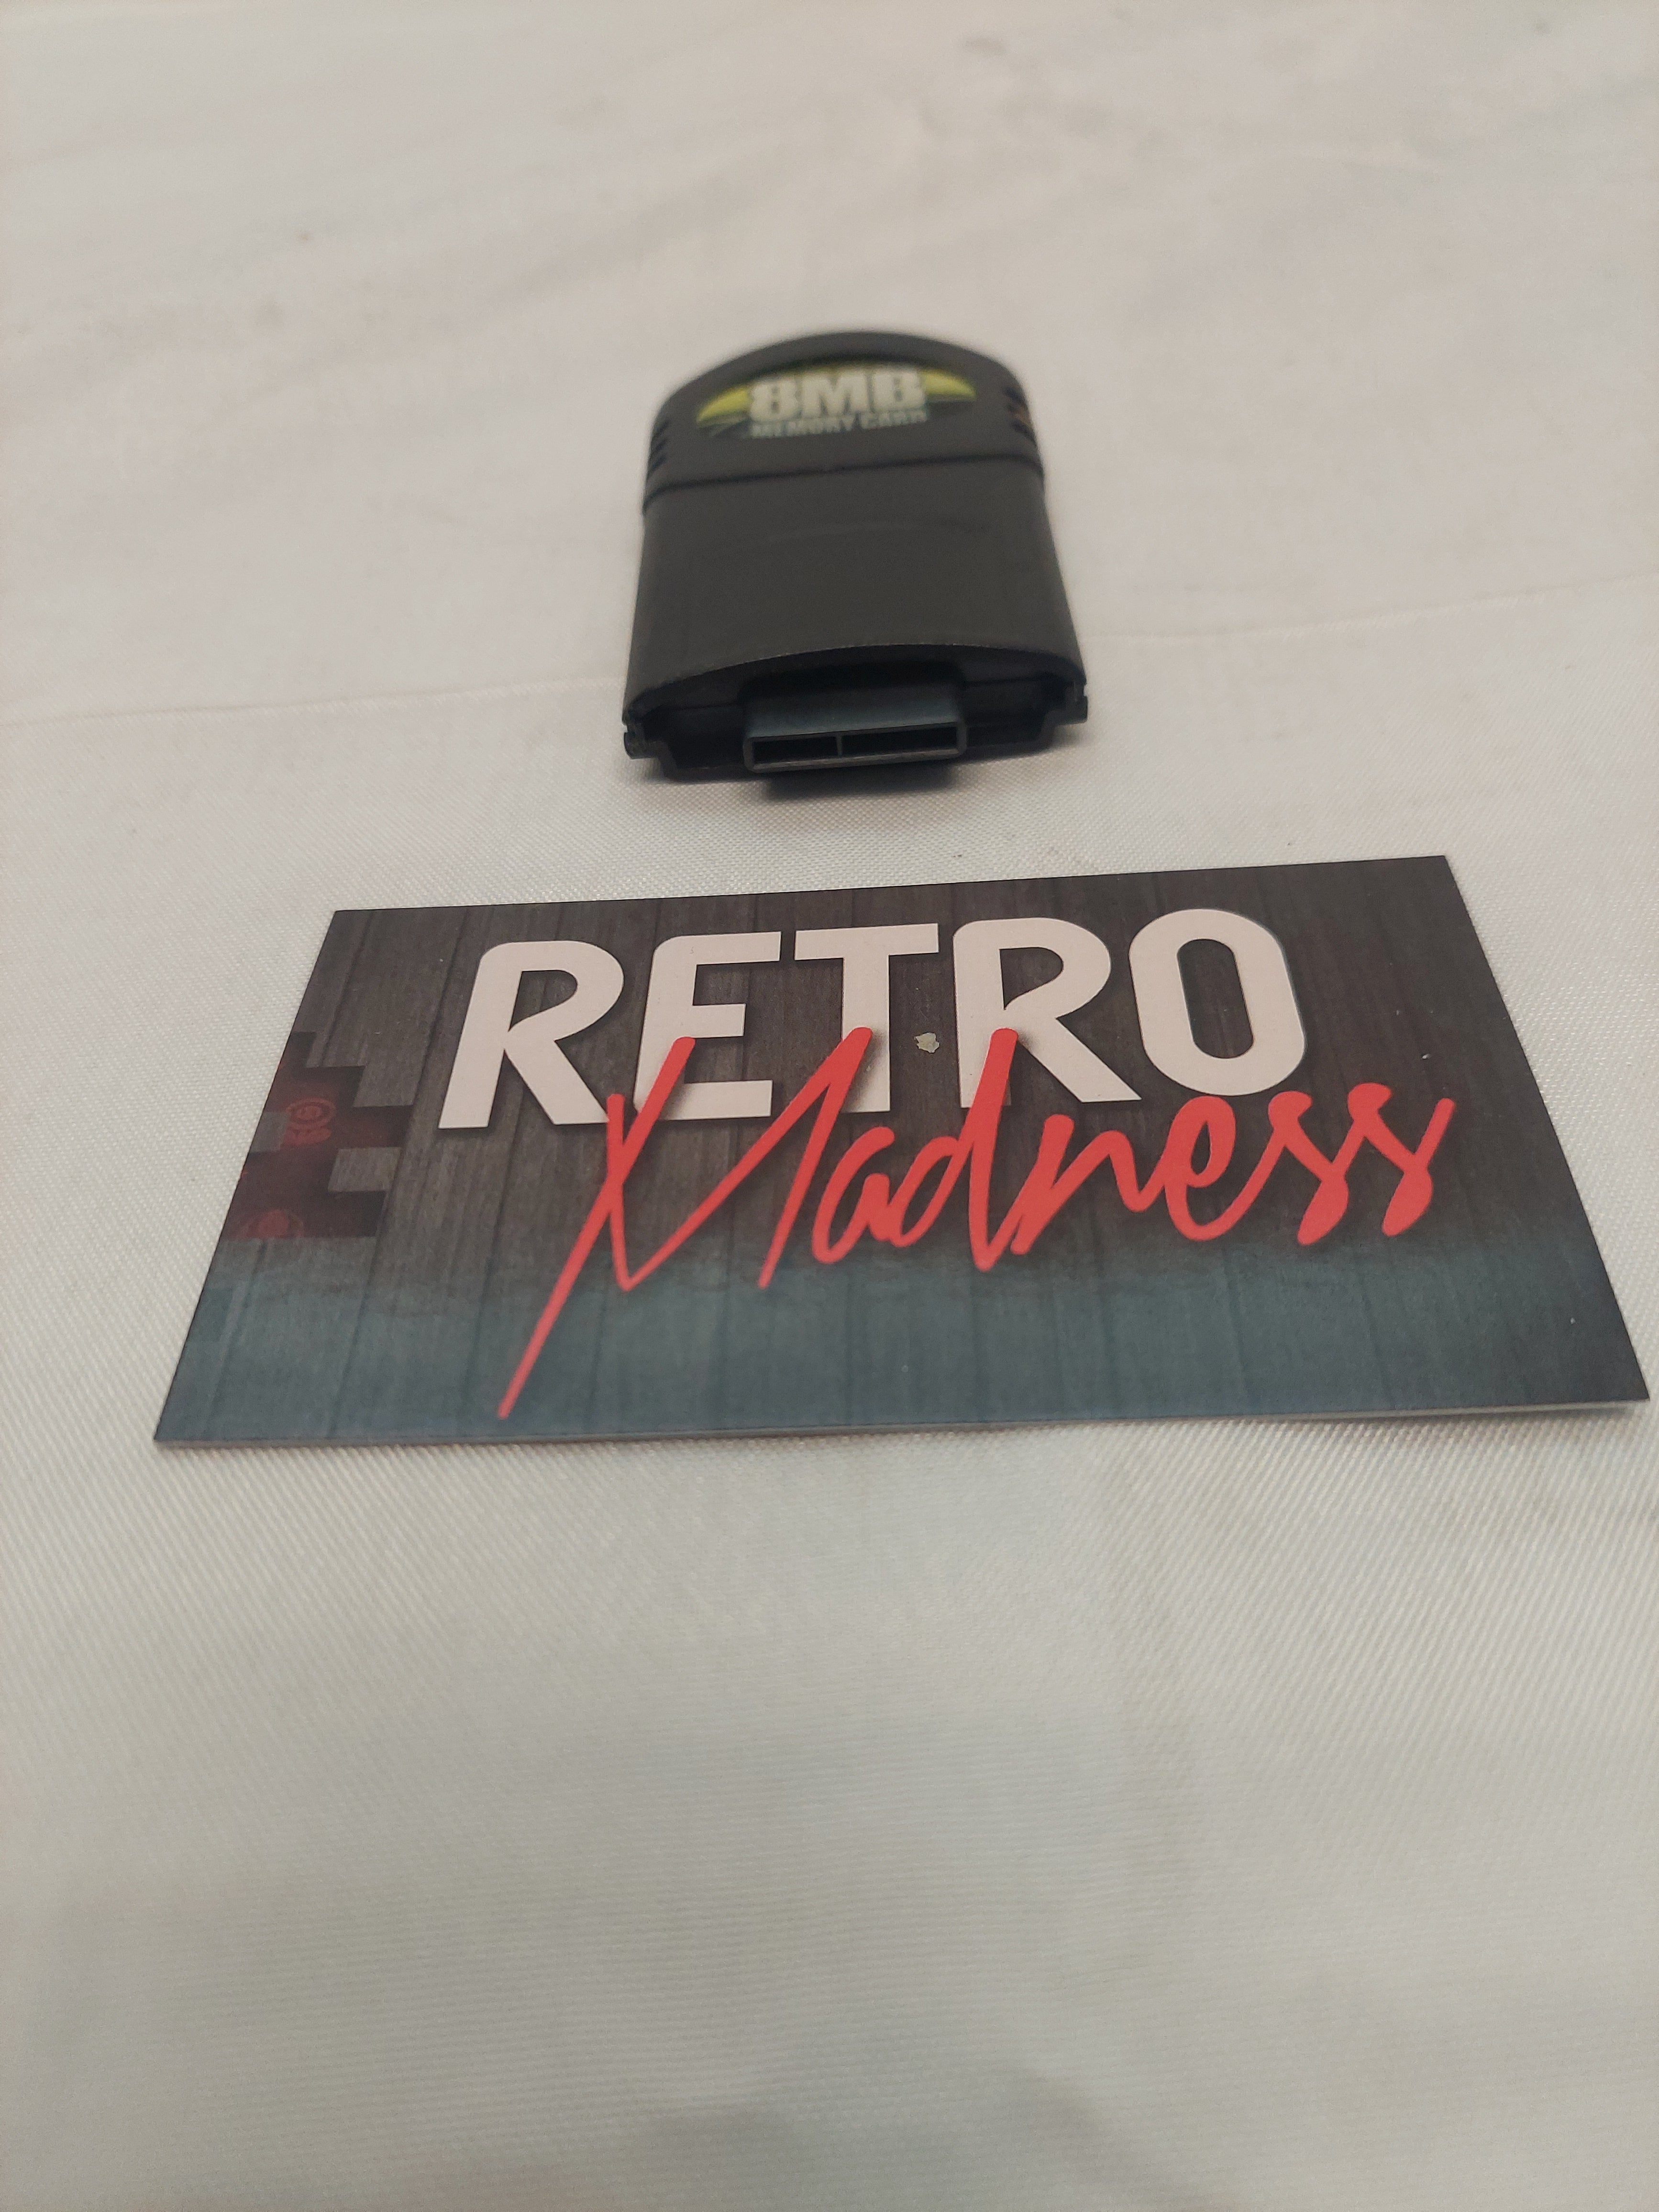 8MB
MEMORY CARD
RETRO
Madness